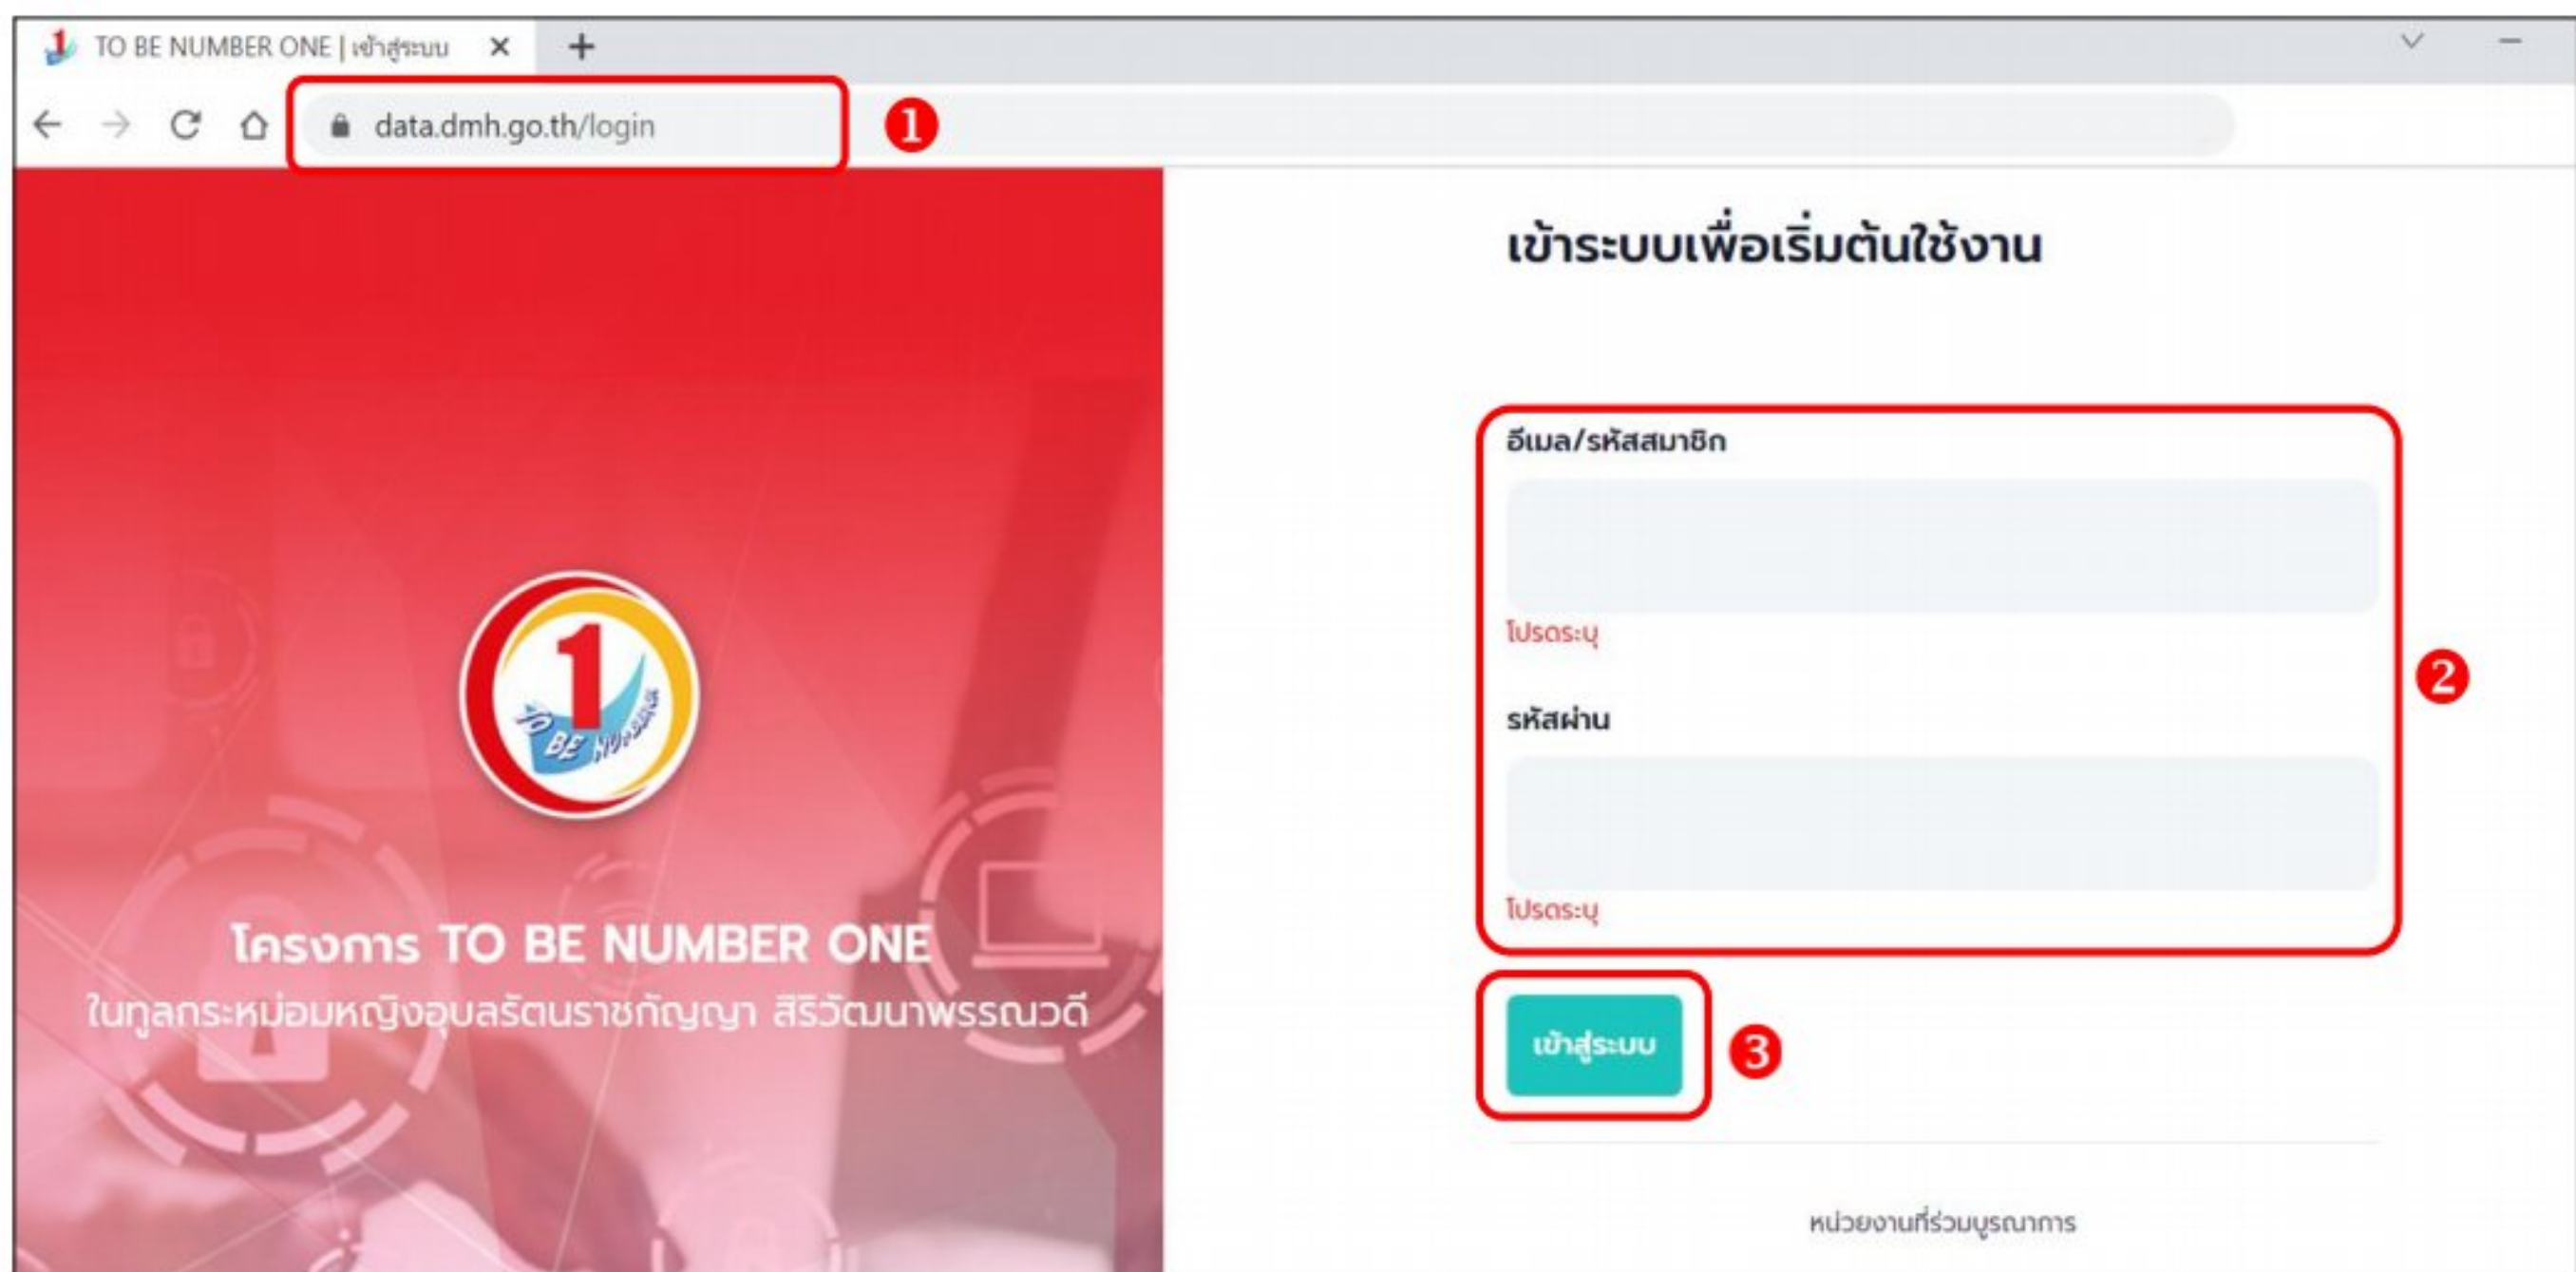 TO BE NUMBER ONE | เข้าสู่ระบบ
data.dmh.go.th/login
1
เข้าระบบเพื่อเริ่มต้นใช้งาน
อีเมล/รหัสสมาชิก
โปรดระบุ
2
รหัสผ่าน
โปรดระบุ
1
TO BE NUMBER
โครงการ TO BE NUMBER ONE
ในทูลกระหม่อมหญิงอุบลรัตนราชกัญญา สิริวัฒนาพรรณวดี
เข้าสู่ระบบ
3
หน่วยงานที่ร่วมบูรณาการ